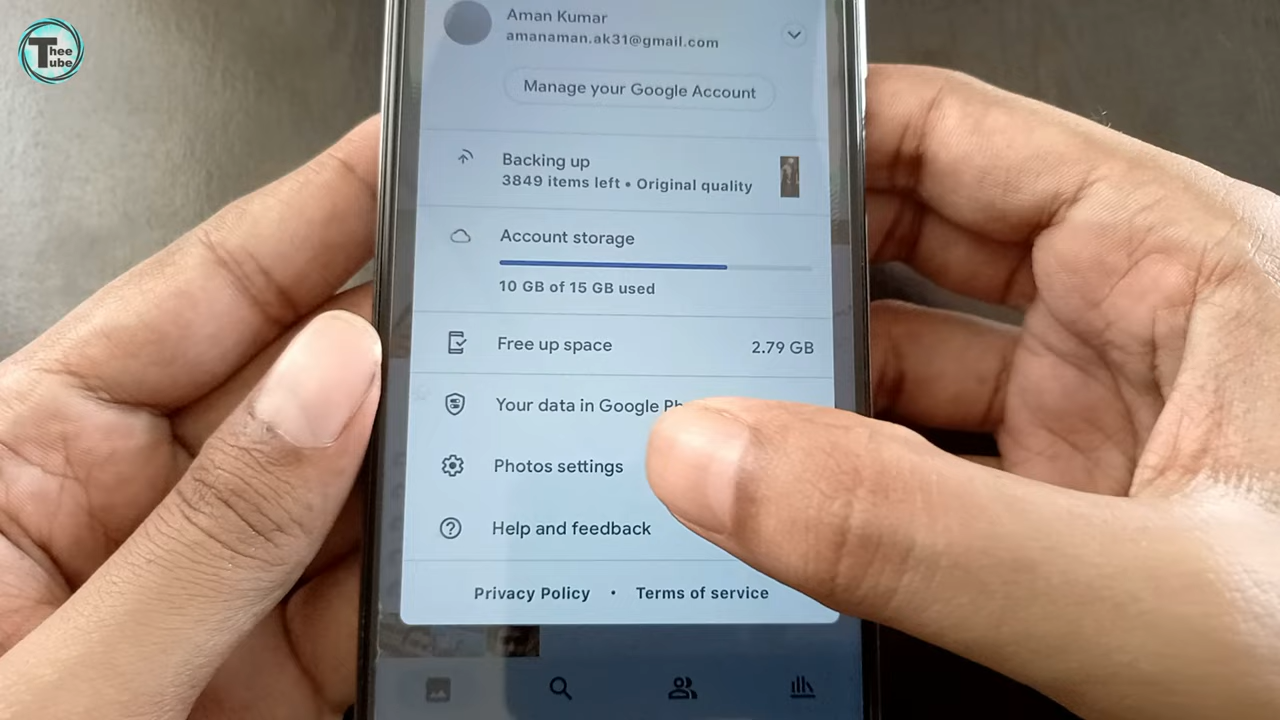 Thee
Tube
Aman Kumar
amanaman.ak31@gmail.com
Manage your Google Account
Backing up
3849 items left • Original quality
Account storage
10 GB of 15 GB used
Free up space
2.79 GB
Your data in Google Ph
Photos settings
Help and feedback
Privacy Policy • Terms of service